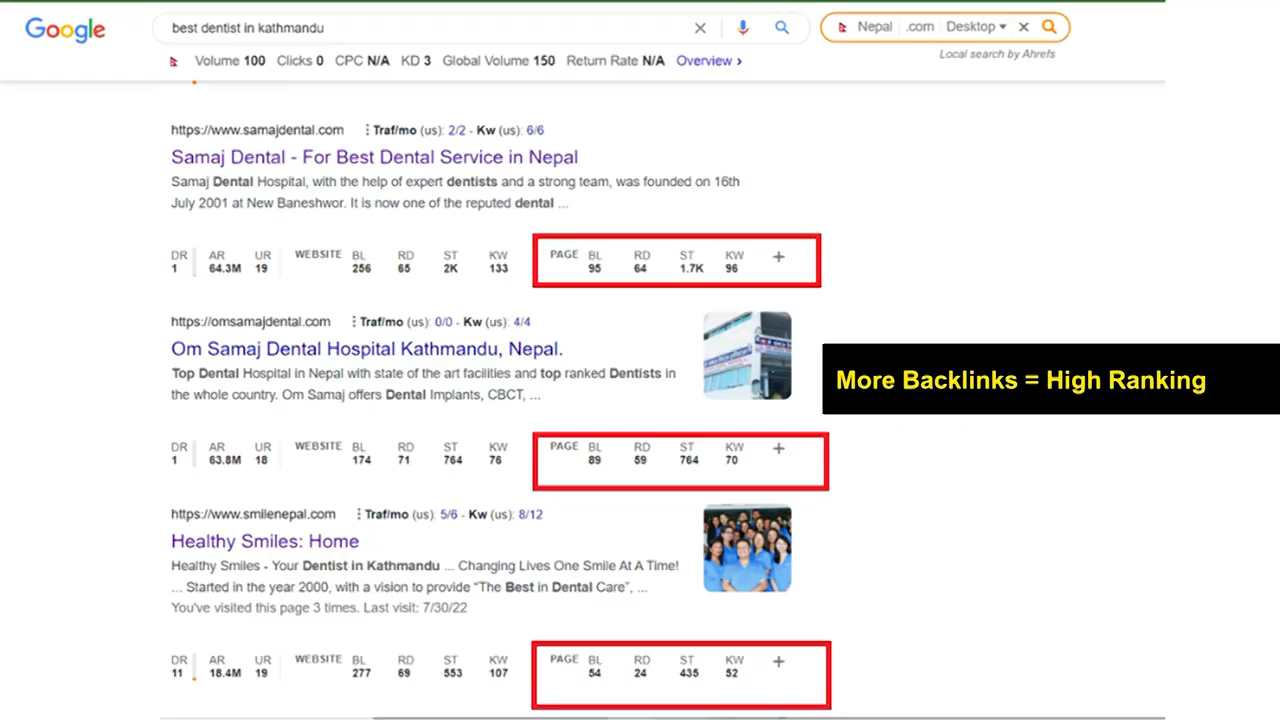 Google best dentist in kathmandu Nepal .com Desktop
Volume 100 Clicks 0 CPC N/A KD 3 Global Volume 150 Return Rate N/A Overview › Local search by Ahrefs
https://www.samajdental.com Traf/mo (us): 2/2 - Kw (us): 6/6
Samaj Dental - For Best Dental Service in Nepal
Samaj Dental Hospital, with the help of expert dentists and a strong team, was founded on 16th
July 2001 at New Baneshwor. It is now one of the reputed dental ...
DR AR UR WEBSITE BL RD ST KW PAGE BL RD ST KW +
1 64.3M 19 256 65 2K 133 95 64 1.7K 96
https://omsamajdental.com Traf/mo (us): 0/0 - Kw (us): 4/4
Om Samaj Dental Hospital Kathmandu, Nepal.
Top Dental Hospital in Nepal with state of the art facilities and top ranked Dentists in
the whole country. Om Samaj offers Dental Implants, CBCT, ...
More Backlinks = High Ranking
DR AR UR WEBSITE BL RD ST KW PAGE BL RD ST KW +
1 63.8M 18 174 71 764 76 89 59 764 70
https://www.smilenepal.com Traf/mo (us): 5/6 - Kw (us): 8/12
Healthy Smiles: Home
Healthy Smiles - Your Dentist in Kathmandu ... Changing Lives One Smile At A Time!
... Started in the year 2000, with a vision to provide “The Best in Dental Care”, ...
You've visited this page 3 times. Last visit: 7/30/22
DR AR UR WEBSITE BL RD ST KW PAGE BL RD ST KW +
11 18.4M 19 277 69 553 107 54 24 435 52